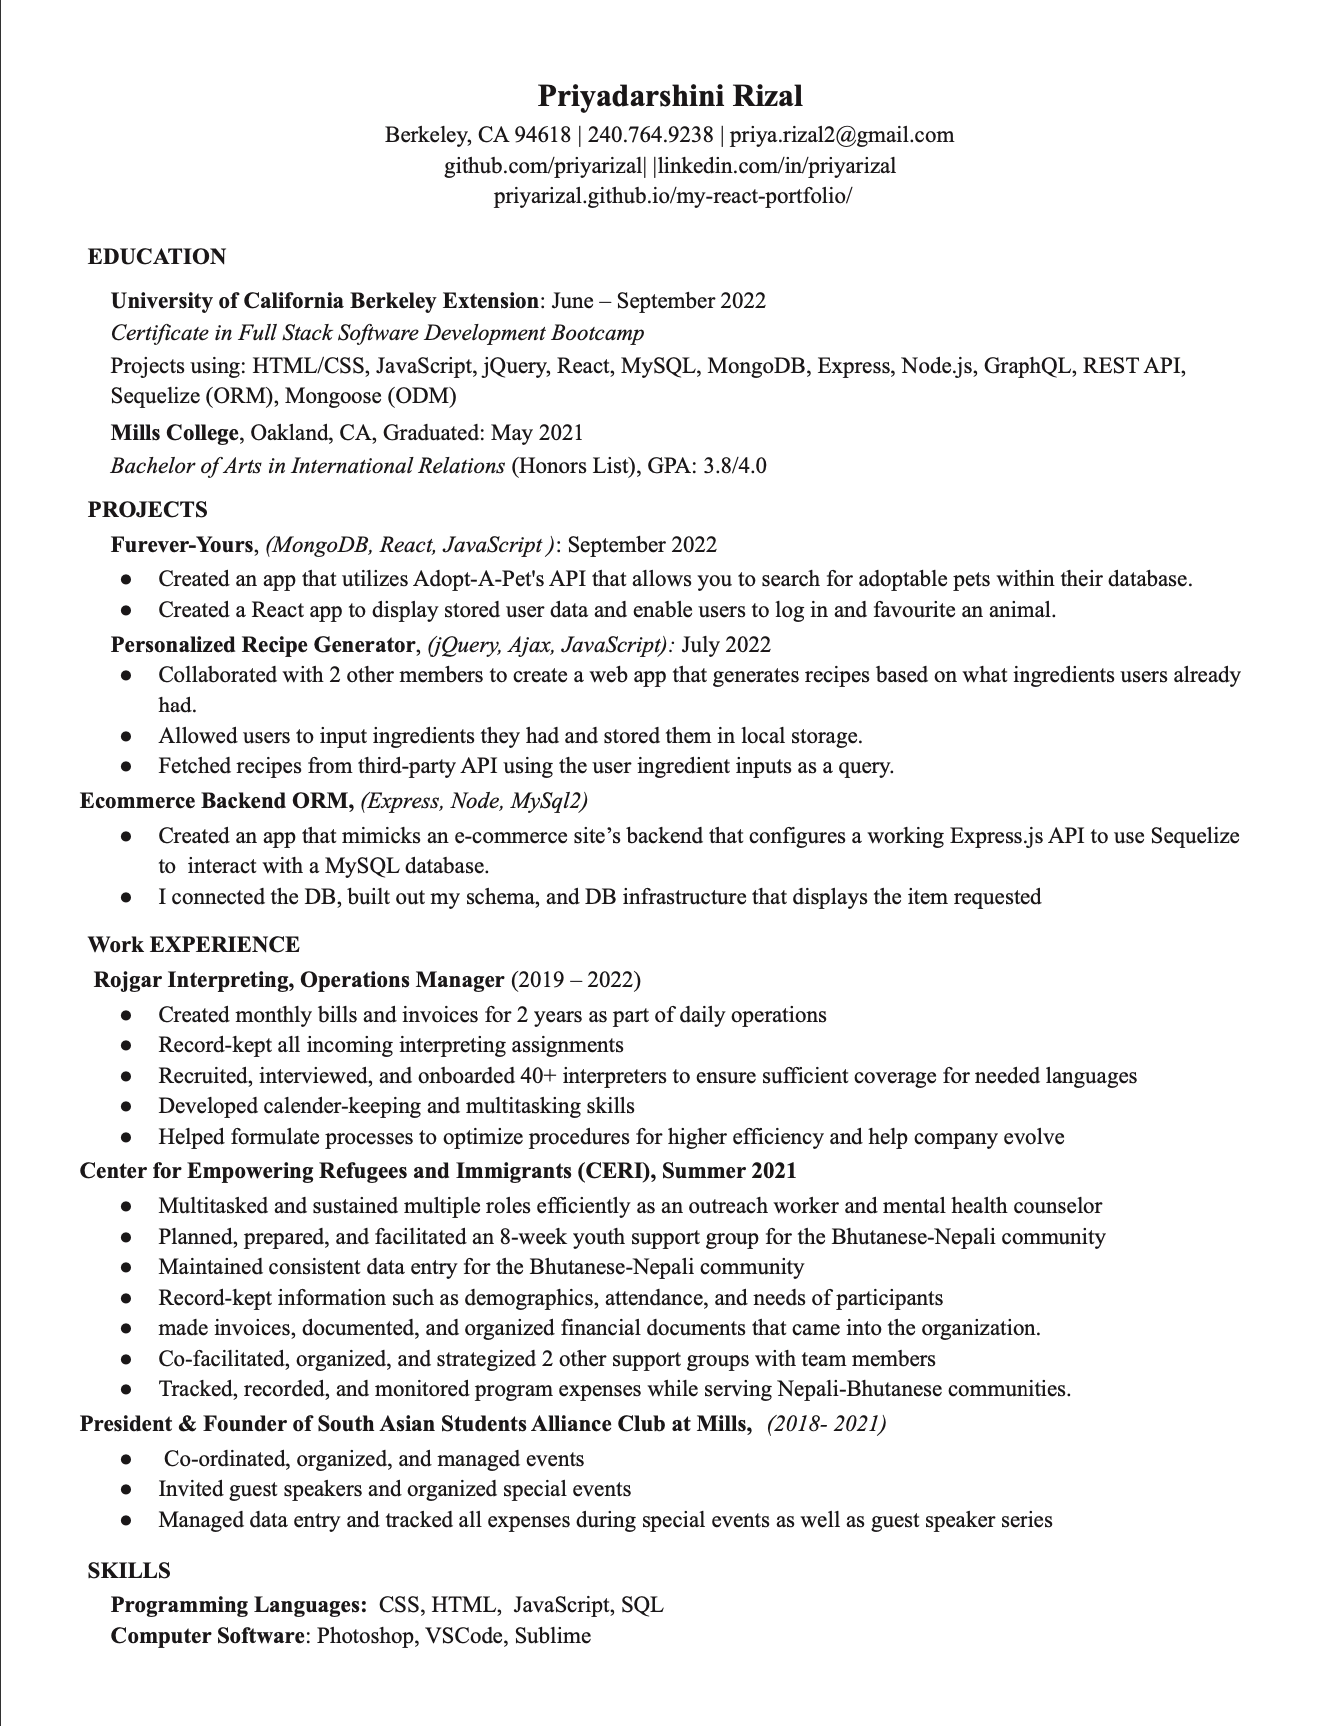 Priyadarshini Rizal
Berkeley, CA 94618 | 240.764.9238 | priya.rizal2@gmail.com
github.com/priyarizal| |linkedin.com/in/priyarizal
priyarizal.github.io/my-react-portfolio/
EDUCATION
University of California Berkeley Extension: June – September 2022
Certificate in Full Stack Software Development Bootcamp
Projects using: HTML/CSS, JavaScript, jQuery, React, MySQL, MongoDB, Express, Node.js, GraphQL, REST API,
Sequelize (ORM), Mongoose (ODM)
Mills College, Oakland, CA, Graduated: May 2021
Bachelor of Arts in International Relations (Honors List), GPA: 3.8/4.0
PROJECTS
Furever-Yours, (MongoDB, React, JavaScript ): September 2022
● Created an app that utilizes Adopt-A-Pet's API that allows you to search for adoptable pets within their database.
● Created a React app to display stored user data and enable users to log in and favourite an animal.
Personalized Recipe Generator, (jQuery, Ajax, JavaScript): July 2022
● Collaborated with 2 other members to create a web app that generates recipes based on what ingredients users already
had.
● Allowed users to input ingredients they had and stored them in local storage.
● Fetched recipes from third-party API using the user ingredient inputs as a query.
Ecommerce Backend ORM, (Express, Node, MySql2)
● Created an app that mimicks an e-commerce site’s backend that configures a working Express.js API to use Sequelize
to  interact with a MySQL database.
● I connected the DB, built out my schema, and DB infrastructure that displays the item requested
Work EXPERIENCE
Rojgar Interpreting, Operations Manager (2019 – 2022)
● Created monthly bills and invoices for 2 years as part of daily operations
● Record-kept all incoming interpreting assignments
● Recruited, interviewed, and onboarded 40+ interpreters to ensure sufficient coverage for needed languages
● Developed calender-keeping and multitasking skills
● Helped formulate processes to optimize procedures for higher efficiency and help company evolve
Center for Empowering Refugees and Immigrants (CERI), Summer 2021
● Multitasked and sustained multiple roles efficiently as an outreach worker and mental health counselor
● Planned, prepared, and facilitated an 8-week youth support group for the Bhutanese-Nepali community
● Maintained consistent data entry for the Bhutanese-Nepali community
● Record-kept information such as demographics, attendance, and needs of participants
● made invoices, documented, and organized financial documents that came into the organization.
● Co-facilitated, organized, and strategized 2 other support groups with team members
● Tracked, recorded, and monitored program expenses while serving Nepali-Bhutanese communities.
President & Founder of South Asian Students Alliance Club at Mills,  (2018- 2021)
● Co-ordinated, organized, and managed events
● Invited guest speakers and organized special events
● Managed data entry and tracked all expenses during special events as well as guest speaker series
SKILLS
Programming Languages:  CSS, HTML,  JavaScript, SQL
Computer Software: Photoshop, VSCode, Sublime